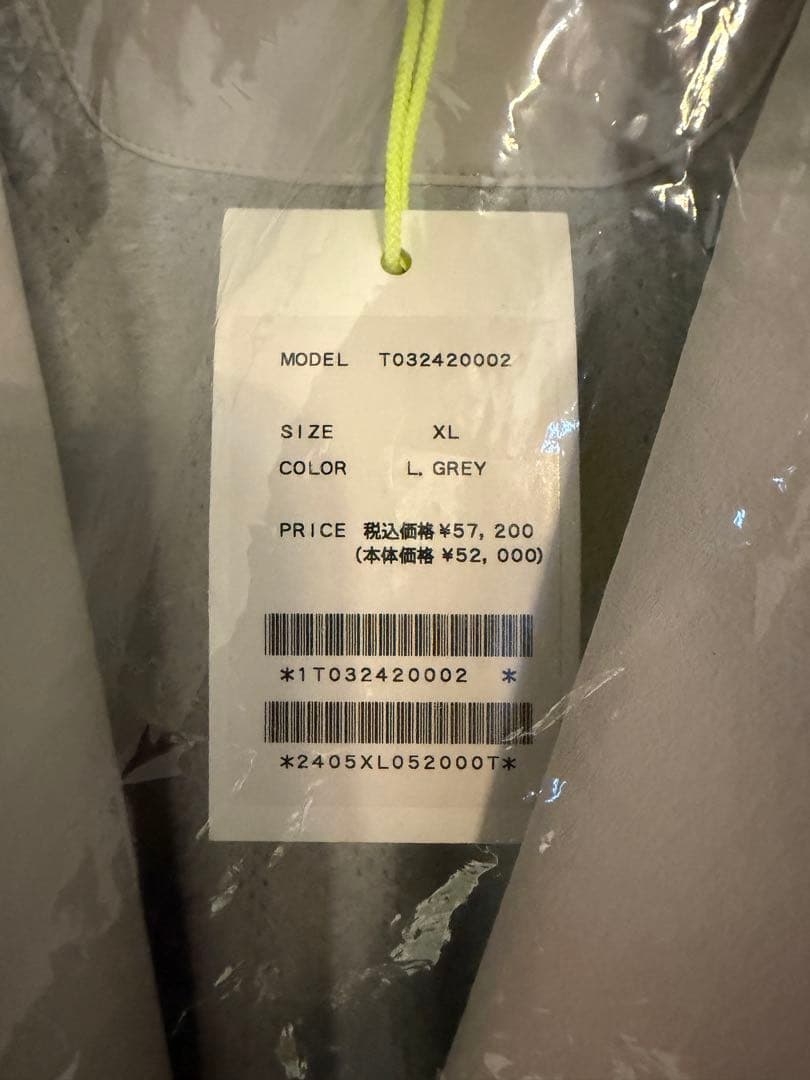 MODEL T032420002
SIZE XL
COLOR L. GREY
PRICE 税込価格 ¥57, 200
(本体価格 ¥52, 000)
*1T032420002 *
*2405XL052000T*